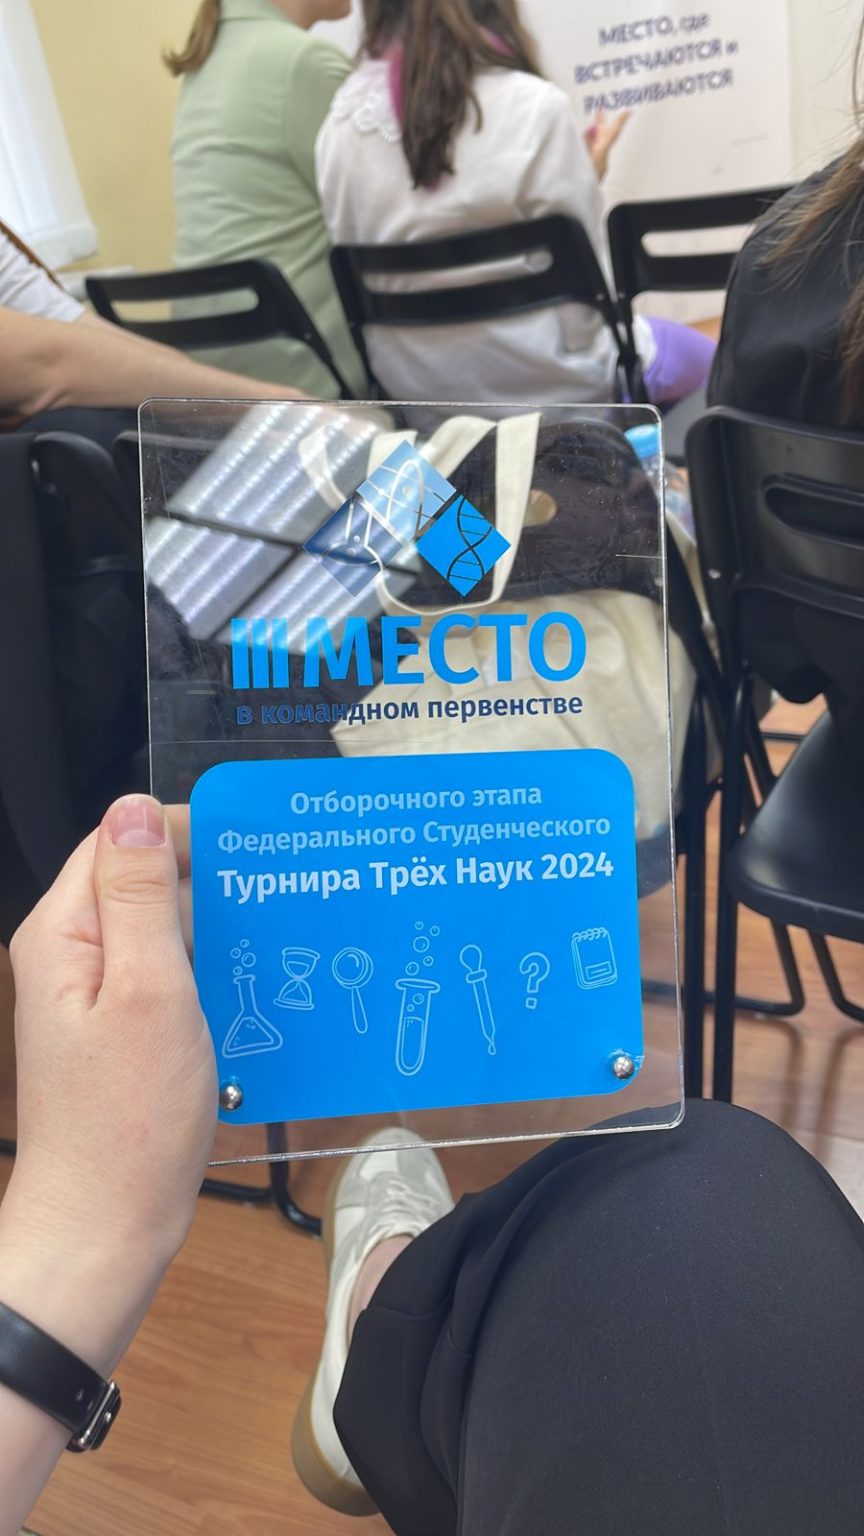 МЕСТО, где
ВСТРЕЧАЮТСЯ и
РАЗВИВАЮТСЯ
III МЕСТО
в командном первенстве
Отборочного этапа
Федерального Студенческого
Турнира Трёх Наук 2024
?